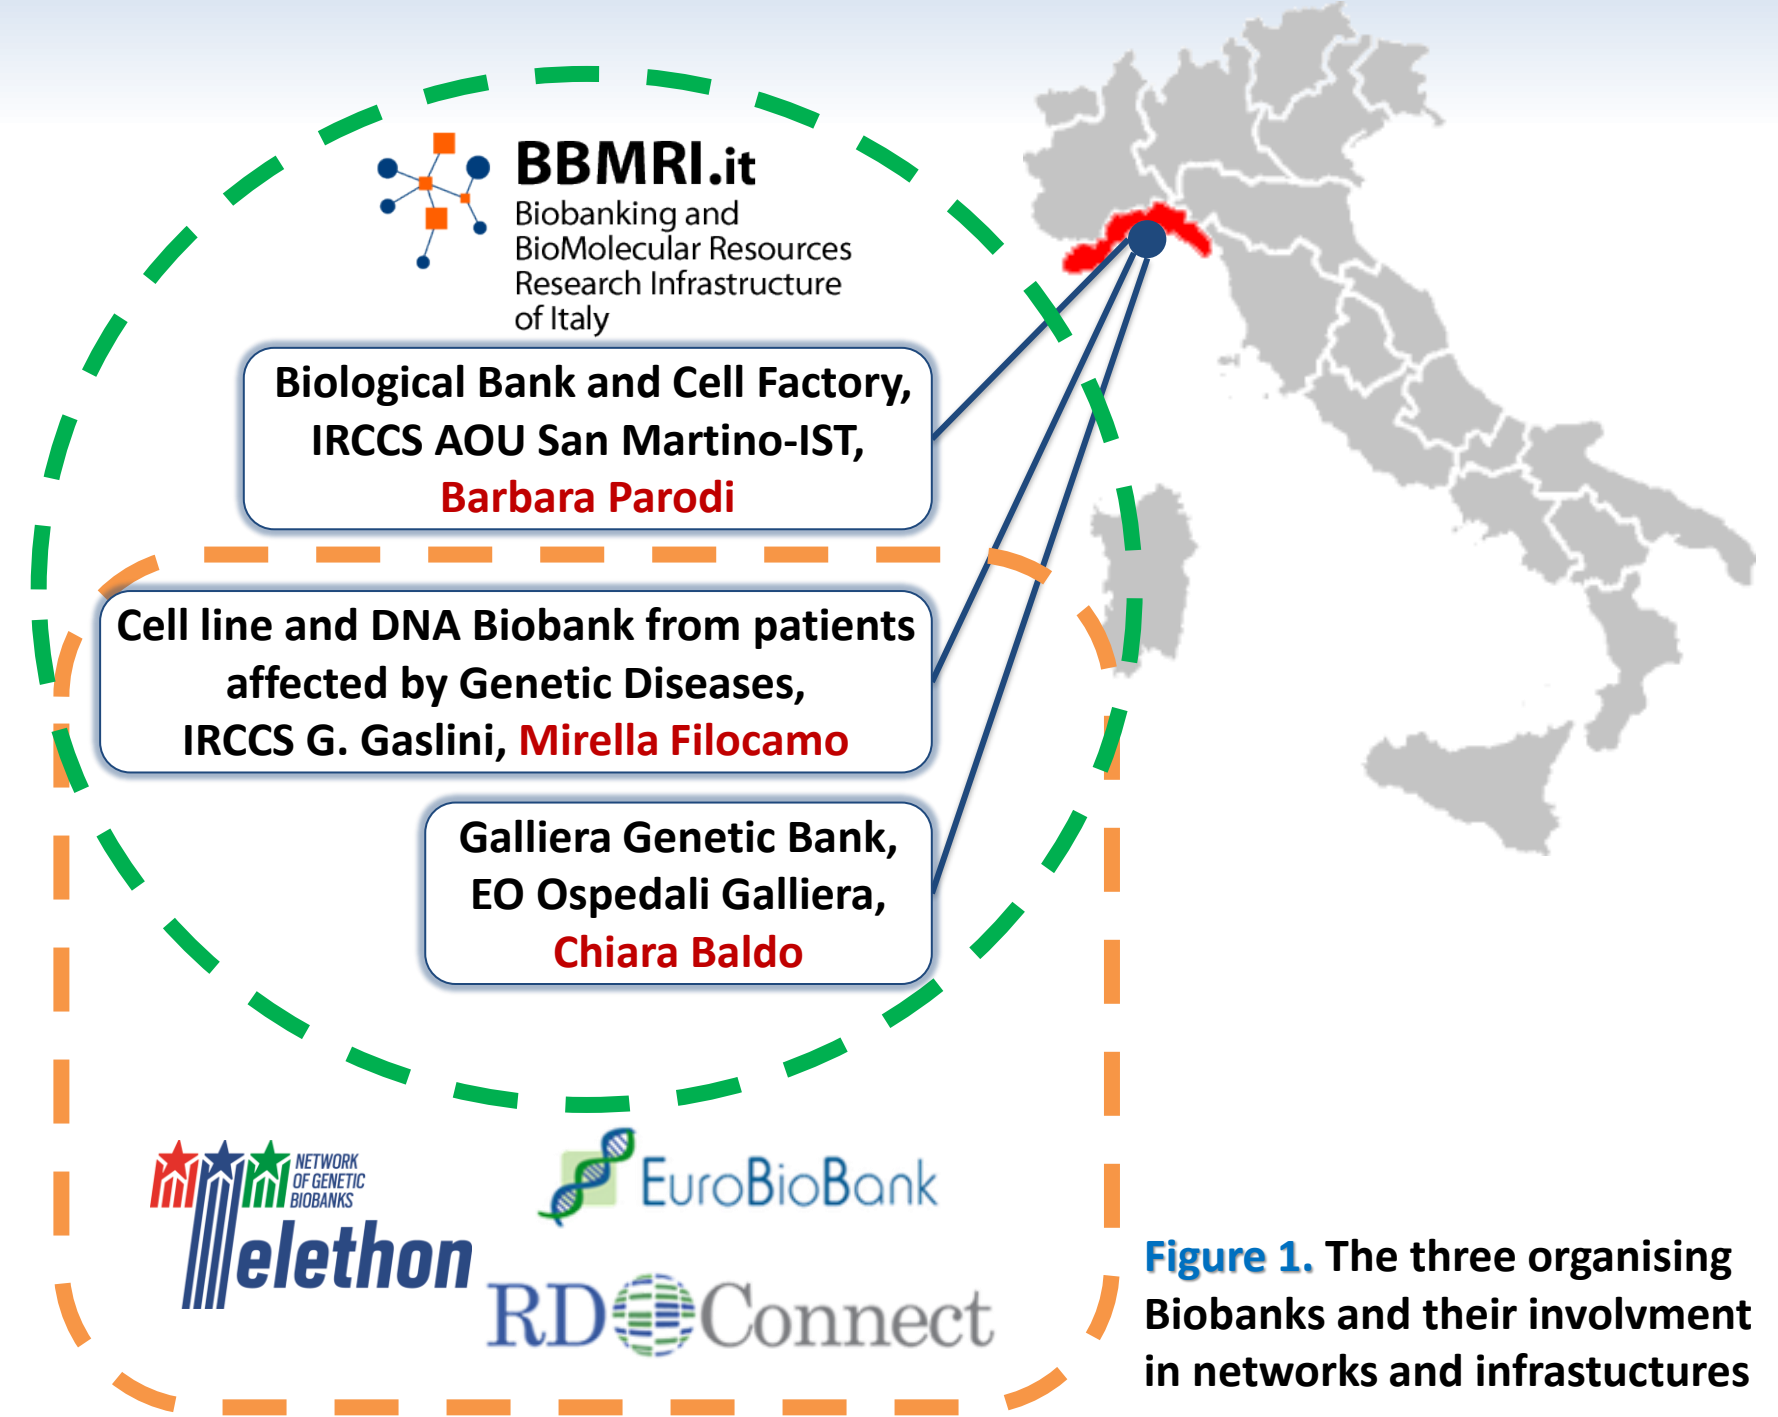 BBMRI.it
Biobanking and
BioMolecular Resources
Research Infrastructure
of Italy
Biological Bank and Cell Factory,
IRCCS AOU San Martino-IST,
Barbara Parodi
Cell line and DNA Biobank from patients
affected by Genetic Diseases,
IRCCS G. Gaslini, Mirella Filocamo
Galliera Genetic Bank,
EO Ospedali Galliera,
Chiara Baldo
NETWORK
OF GENETIC
BIOBANKS
Telethon
EuroBioBank
RD Connect
Figure 1. The three organising
Biobanks and their involvment
in networks and infrastuctures